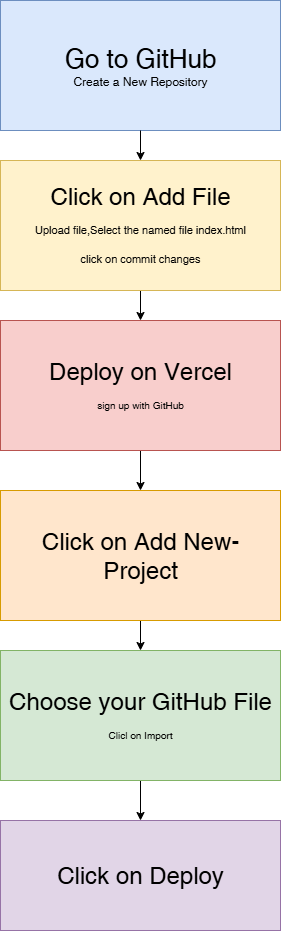 Go to GitHub
Create a New Repository
Click on Add File
Upload file,Select the named file index.html
click on commit changes
Deploy on Vercel
sign up with GitHub
Click on Add New-
Project
Choose your GitHub File
Clicl on Import
Click on Deploy